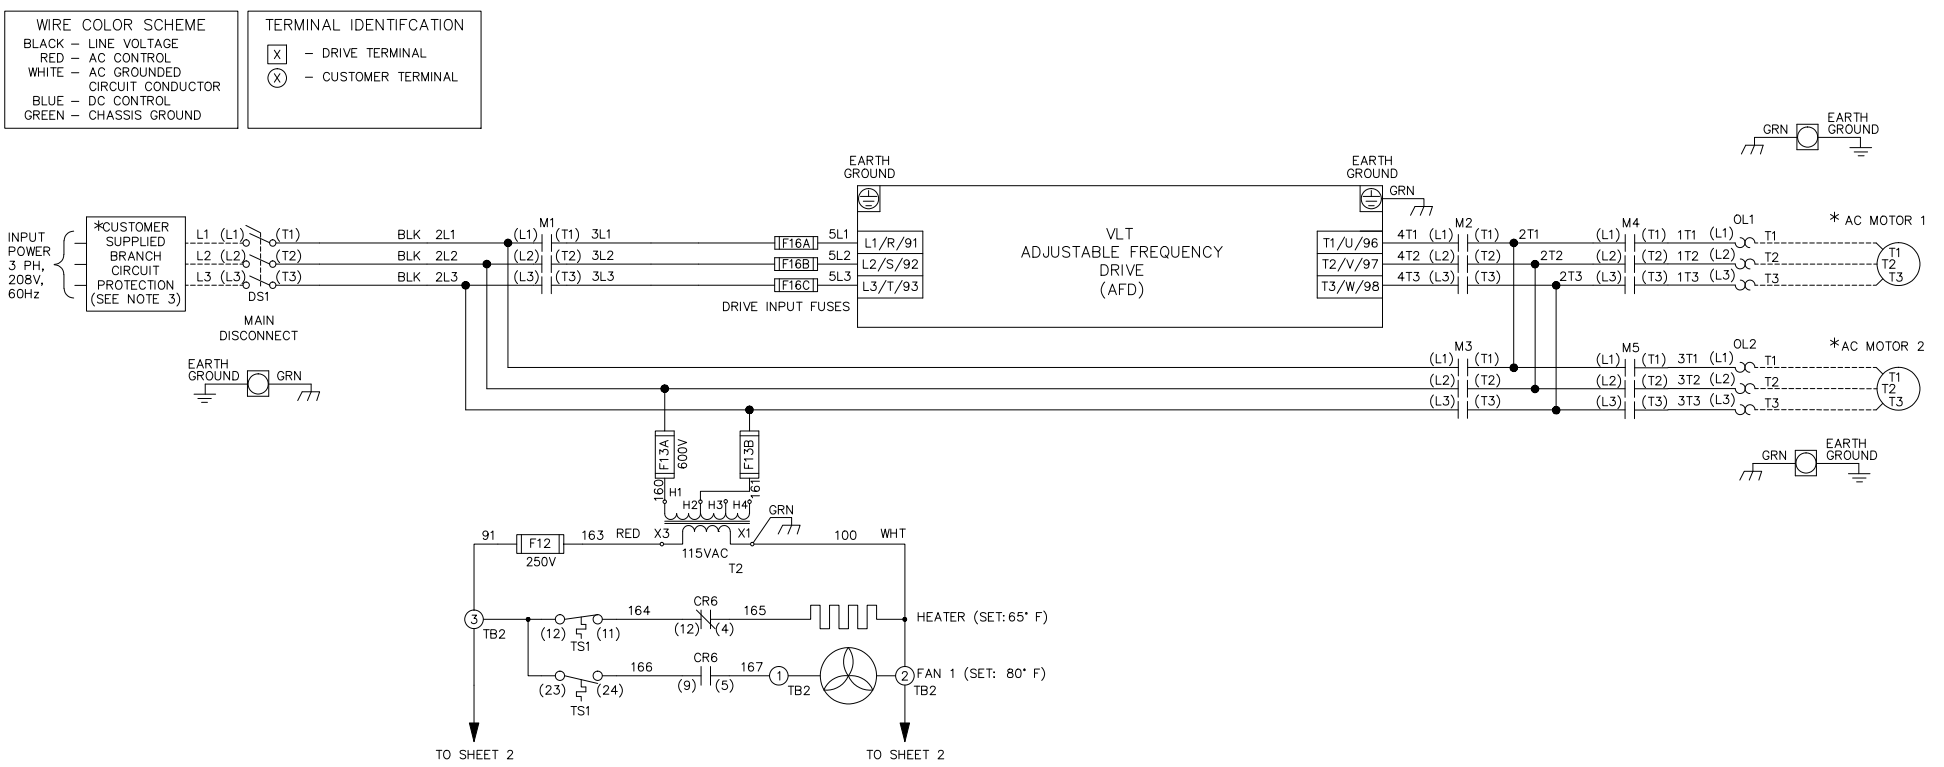 WIRE COLOR SCHEME
BLACK – LINE VOLTAGE
RED – AC CONTROL
WHITE – AC GROUNDED
CIRCUIT CONDUCTOR
BLUE – DC CONTROL
GREEN – CHASSIS GROUND
TERMINAL IDENTIFCATION
X – DRIVE TERMINAL
X – CUSTOMER TERMINAL
INPUT
POWER
3 PH,
208V,
60Hz
*CUSTOMER
SUPPLIED
BRANCH
CIRCUIT
PROTECTION
(SEE NOTE 3)
L1 (L1) (T1)
L2 (L2) (T2)
L3 (L3) (T3)
DS1
MAIN
DISCONNECT
EARTH
GROUND
GRN
BLK 2L1
BLK 2L2
BLK 2L3
M1
(L1) (T1) 3L1
(L2) (T2) 3L2
(L3) (T3) 3L3
F16A 5L1
F16B 5L2
F16C 5L3
DRIVE INPUT FUSES
EARTH
GROUND
L1/R/91
L2/S/92
L3/T/93
VLT
ADJUSTABLE FREQUENCY
DRIVE
(AFD)
EARTH
GROUND
GRN
T1/U/96
T2/V/97
T3/W/98
M2
4T1 (L1) (T1) 2T1
4T2 (L2) (T2) 2T2
4T3 (L3) (T3) 2T3
M4
(L1) (T1) 1T1 (L1)
(L2) (T2) 1T2 (L2)
(L3) (T3) 1T3 (L3)
OL1
T1
T2
T3
* AC MOTOR 1
T1
T2
T3
GRN
EARTH
GROUND
M3
(L1) (T1)
(L2) (T2)
(L3) (T3)
M5
(L1) (T1) 3T1 (L1)
(L2) (T2) 3T2 (L2)
(L3) (T3) 3T3 (L3)
OL2
T1
T2
T3
*AC MOTOR 2
T1
T2
T3
GRN
EARTH
GROUND
F13A
600V
F13B
160
161
H1
H2 H3 H4
GRN
91
F12
250V
163 RED X3
X1
115VAC
T2
100 WHT
3
TB2
(12) (11)
TS1
164
CR6
(12) (4)
165
HEATER (SET:65° F)
(23) (24)
TS1
166
CR6
(9) (5)
167
1
TB2
2
TB2
FAN 1 (SET: 80° F)
TO SHEET 2
TO SHEET 2